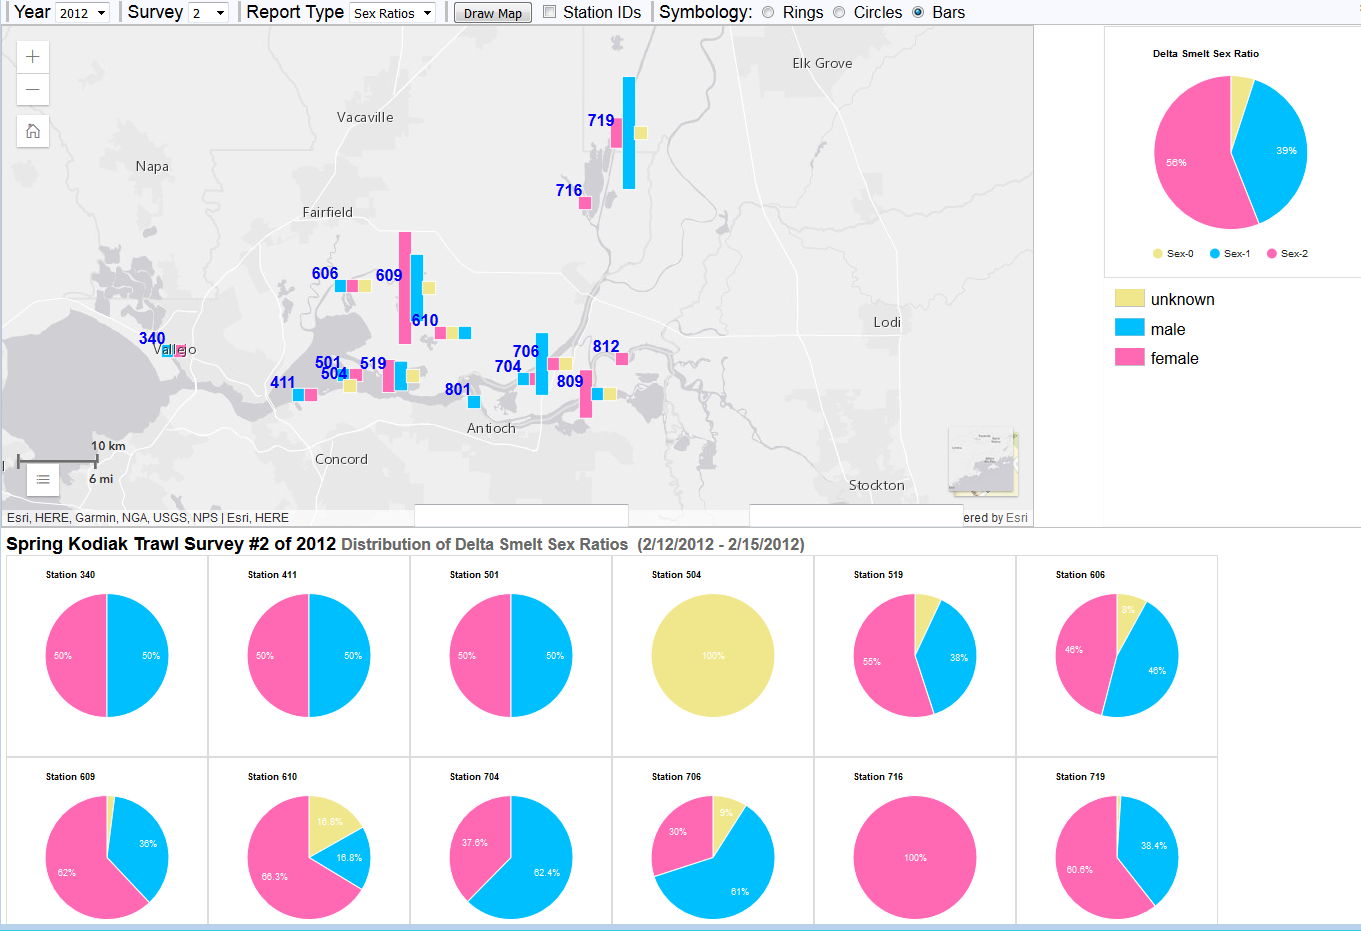 Year 2012 Survey 2 Report Type Sex Ratios Draw Map Station IDs Symbology: Rings Circles Bars
Delta Smelt Sex Ratio
56%
39%
Sex-0 Sex-1 Sex-2
unknown
male
female
Elk Grove
Vacaville
719
Napa
716
Fairfield
606
609
610
Lodi
340
Vallejo
706
812
501
519
704
504
411
801
809
Antioch
10 km
Concord
6 mi
Stockton
Esri, HERE, Garmin, NGA, USGS, NPS | Esri, HERE
ered by Esri
Spring Kodiak Trawl Survey #2 of 2012 Distribution of Delta Smelt Sex Ratios (2/12/2012 - 2/15/2012)
Station 340
50%
50%
Station 411
50%
50%
Station 501
50%
50%
Station 504
100%
Station 519
55%
38%
Station 606
8%
46%
46%
Station 609
36%
62%
Station 610
16.8%
16.8%
66.3%
Station 704
37.6%
62.4%
Station 706
9%
30%
61%
Station 716
100%
Station 719
38.4%
60.6%